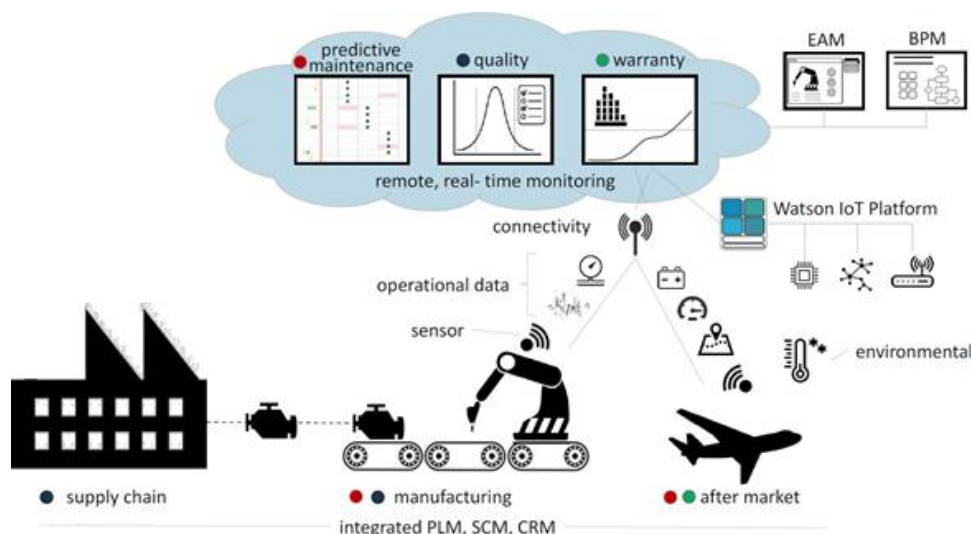 EAM
BPM
predictive
maintenance
quality
warranty
remote, real- time monitoring
connectivity
Watson IoT Platform
operational data
sensor
environmental
supply chain
manufacturing
after market
integrated PLM, SCM, CRM